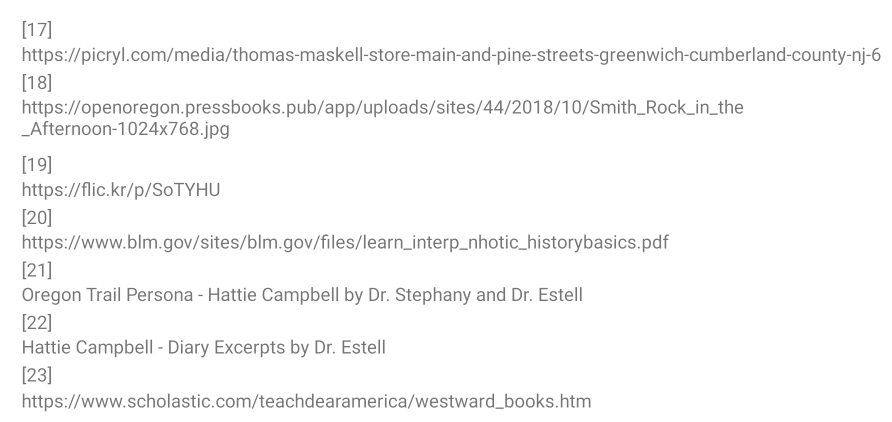 [17]
https://picryl.com/media/thomas-maskell-store-main-and-pine-streets-greenwich-cumberland-county-nj-6
[18]
https://openoregon.pressbooks.pub/app/uploads/sites/44/2018/10/Smith_Rock_in_the
_Afternoon-1024x768.jpg
[19]
https://flic.kr/p/SoTYHU
[20]
https://www.blm.gov/sites/blm.gov/files/learn_interp_nhotic_historybasics.pdf
[21]
Oregon Trail Persona - Hattie Campbell by Dr. Stephany and Dr. Estell
[22]
Hattie Campbell - Diary Excerpts by Dr. Estell
[23]
https://www.scholastic.com/teachdearamerica/westward_books.htm